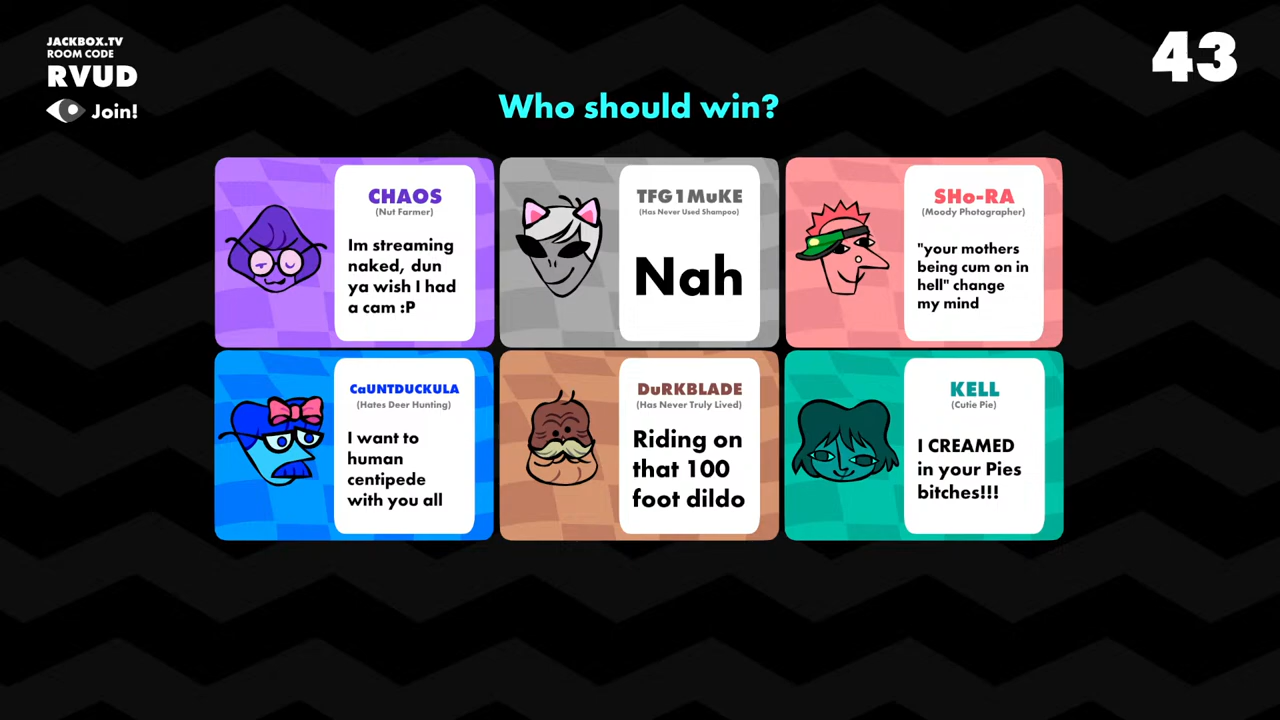 JACKBOX.TV
ROOM CODE
RVUD
Join!
43
Who should win?
CHAOS
(Nut Farmer)
Im streaming
naked, dun
ya wish I had
a cam :P
TFG1MuKE
(Has Never Used Shampoo)
Nah
SHo-RA
(Moody Photographer)
"your mothers
being cum on in
hell" change
my mind
CaUNTDUCKULA
(Hates Deer Hunting)
I want to
human
centipede
with you all
DuRKBLADE
(Has Never Truly Lived)
Riding on
that 100
foot dildo
KELL
(Cutie Pie)
I CREAMED
in your Pies
bitches!!!